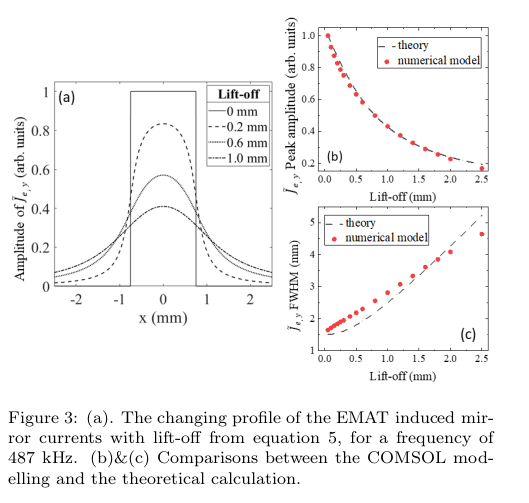 (a)
Lift-off
0 mm
0.2 mm
0.6 mm
1.0 mm
Amplitude of J̃e,y (arb. units)
1
0.8
0.6
0.4
0.2
0
-2 -1 0 1 2
x (mm)
J̃e,y Peak amplitude (arb. units)
1.0
0.8
0.6
0.4
0.2
theory
numerical model
(b)
0.0 0.5 1.0 1.5 2.0 2.5
Lift-off (mm)
J̃e,y FWHM (mm)
5
4
3
2
1
theory
numerical model
(c)
0.0 0.5 1.0 1.5 2.0 2.5
Lift-off (mm)
Figure 3: (a). The changing profile of the EMAT induced mir-
ror currents with lift-off from equation 5, for a frequency of
487 kHz. (b)&(c) Comparisons between the COMSOL mod-
elling and the theoretical calculation.